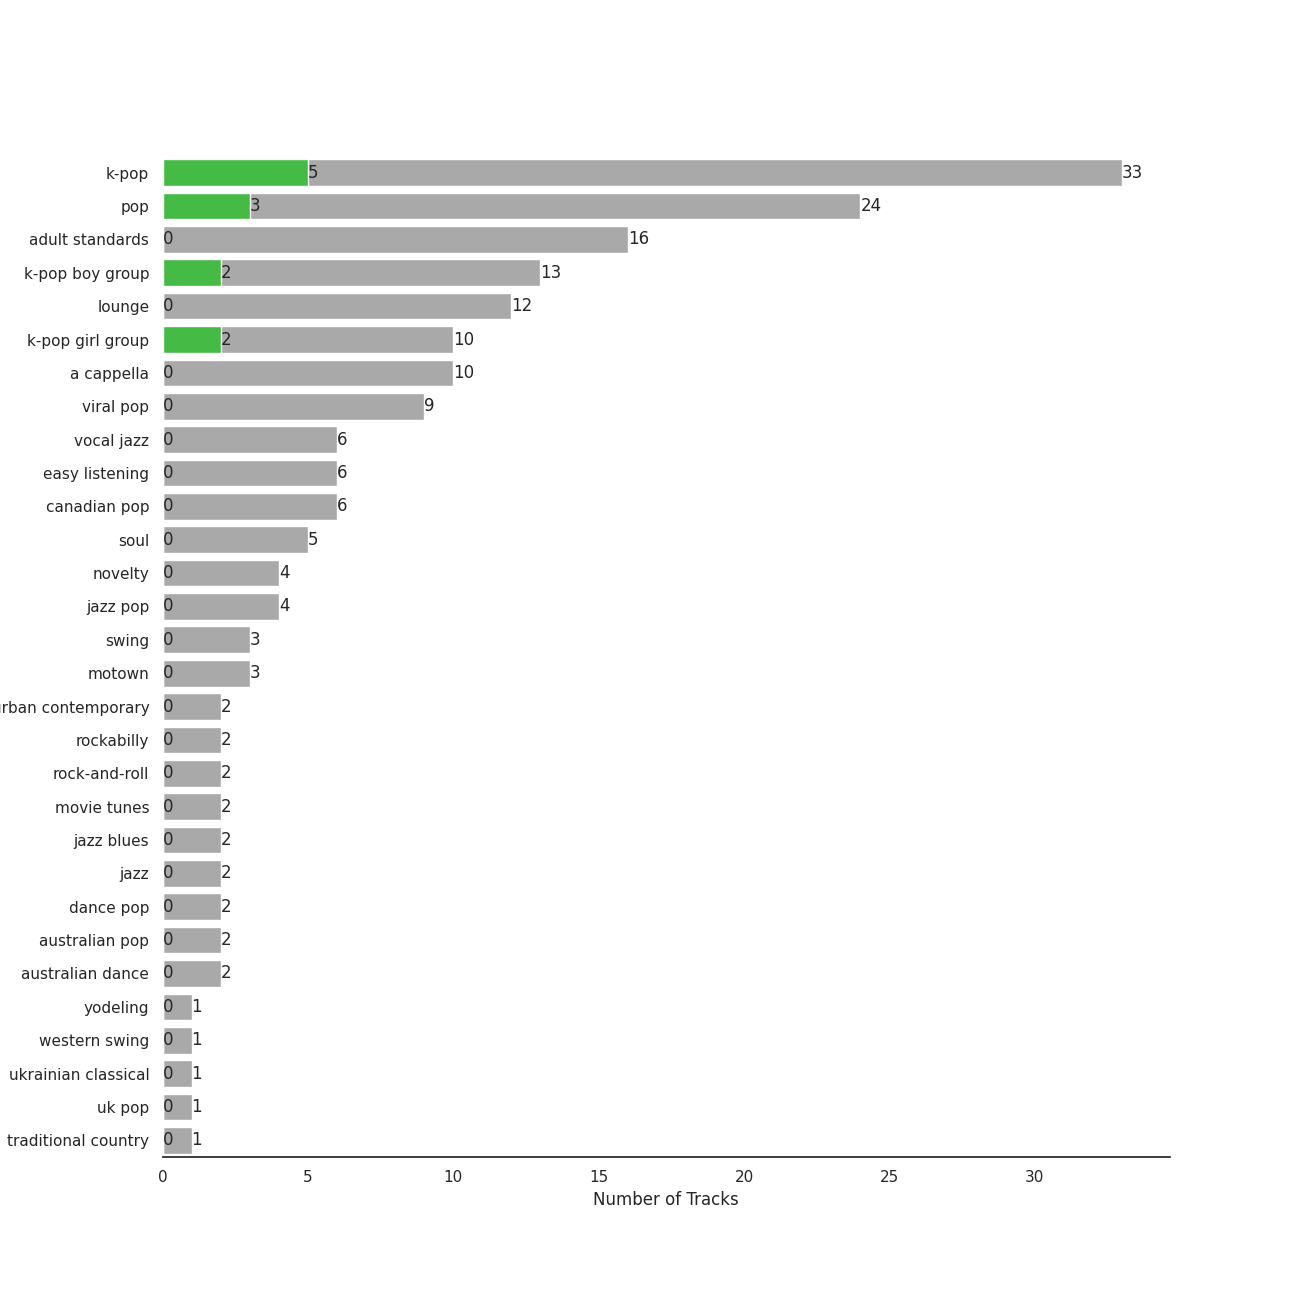 k-pop 5 33
pop 3 24
adult standards 0 16
k-pop boy group 2 13
lounge 0 12
k-pop girl group 2 10
a cappella 0 10
viral pop 0 9
vocal jazz 0 6
easy listening 0 6
canadian pop 0 6
soul 0 5
novelty 0 4
jazz pop 0 4
swing 0 3
motown 0 3
rban contemporary 0 2
rockabilly 0 2
rock-and-roll 0 2
movie tunes 0 2
jazz blues 0 2
jazz 0 2
dance pop 0 2
australian pop 0 2
australian dance 0 2
yodeling 0 1
western swing 0 1
ukrainian classical 0 1
uk pop 0 1
traditional country 0 1
0 5 10 15 20 25 30
Number of Tracks